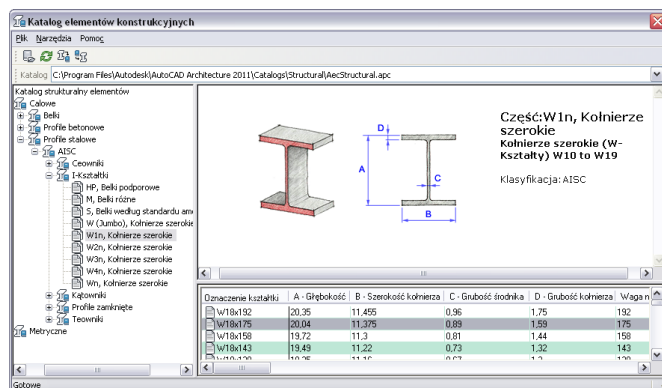 Katalog elementów konstrukcyjnych
Plik Narzędzia Pomoc
Katalog C:\Program Files\Autodesk\AutoCAD Architecture 2011\Catalogs\Structural\AecStructural.apc
Katalog strukturalny elementów
Calowe
Belki
Profile betonowe
Profile stalowe
AISC
Ceowniki
I-Kształtki
HP, Belki podporowe
M, Belki różne
S, Belki według standardu ame
W (Jumbo), Kołnierze szerokie
W1n, Kołnierze szerokie
W2n, Kołnierze szerokie
W3n, Kołnierze szerokie
W4n, Kołnierze szerokie
Wn, Kołnierze szerokie
Kątowniki
Profile zamknięte
Teowniki
Metryczne
D
A
C
B
Część:W1n, Kołnierze
szerokie
Kołnierze szerokie (W-
Kształty) W10 to W19
Klasyfikacja: AISC
Oznaczenie kształtki A - Głębokość B - Szerokość kołnierza C - Grubość środnika D - Grubość kołnierza Waga n
W18x192 20,35 11,455 0,96 1,75 192
W18x175 20,04 11,375 0,89 1,59 175
W18x158 19,72 11,3 0,81 1,44 158
W18x143 19,49 11,22 0,73 1,32 143
Gotowe